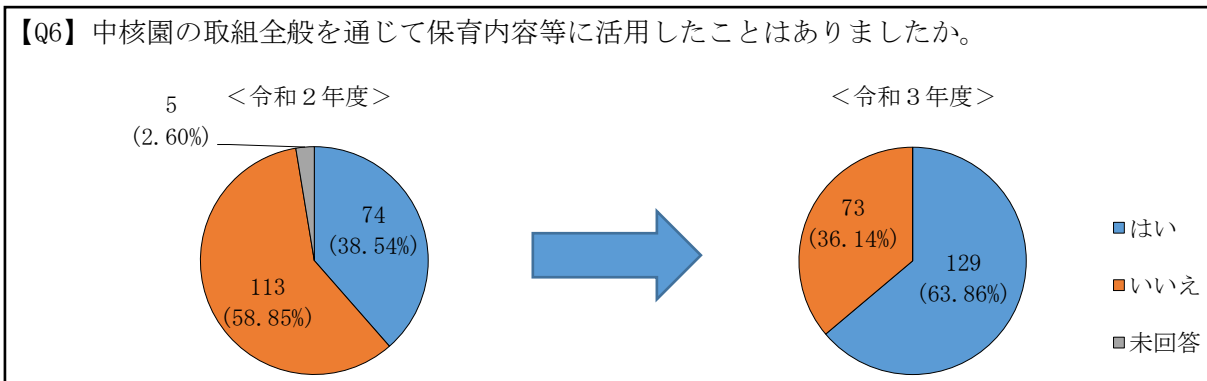 【Q6】中核園の取組全般を通じて保育内容等に活用したことはありましたか。
＜令和２年度＞
5
(2.60%)
74
(38.54%)
113
(58.85%)
＜令和３年度＞
73
(36.14%)
129
(63.86%)
はい
いいえ
未回答